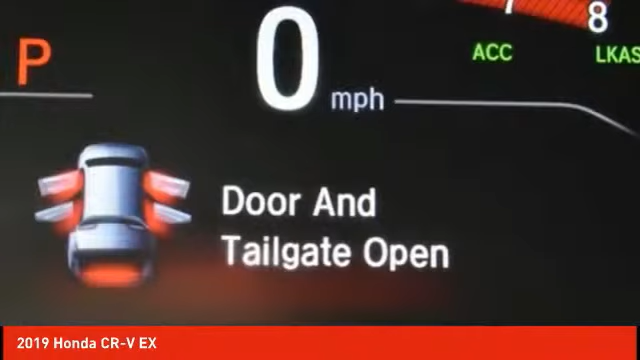 7 8
P 0 mph ACC LKAS
Door And
Tailgate Open
2019 Honda CR-V EX